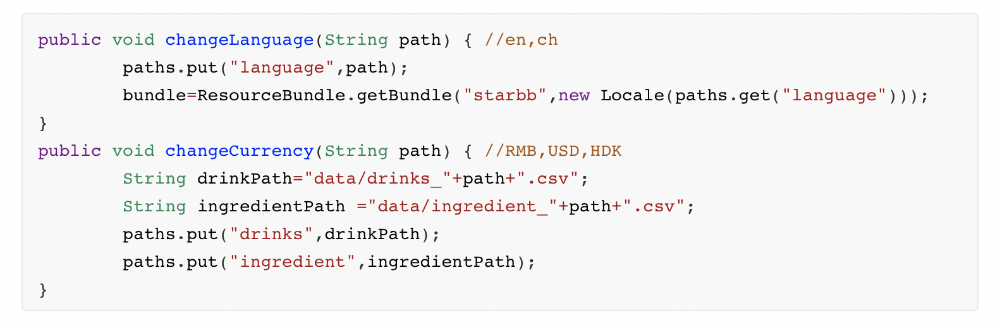 public void changeLanguage(String path) { //en,ch
        paths.put("language",path);
        bundle=ResourceBundle.getBundle("starbb",new Locale(paths.get("language")));
}
public void changeCurrency(String path) { //RMB,USD,HDK
        String drinkPath="data/drinks_"+path+".csv";
        String ingredientPath ="data/ingredient_"+path+".csv";
        paths.put("drinks",drinkPath);
        paths.put("ingredient",ingredientPath);
}